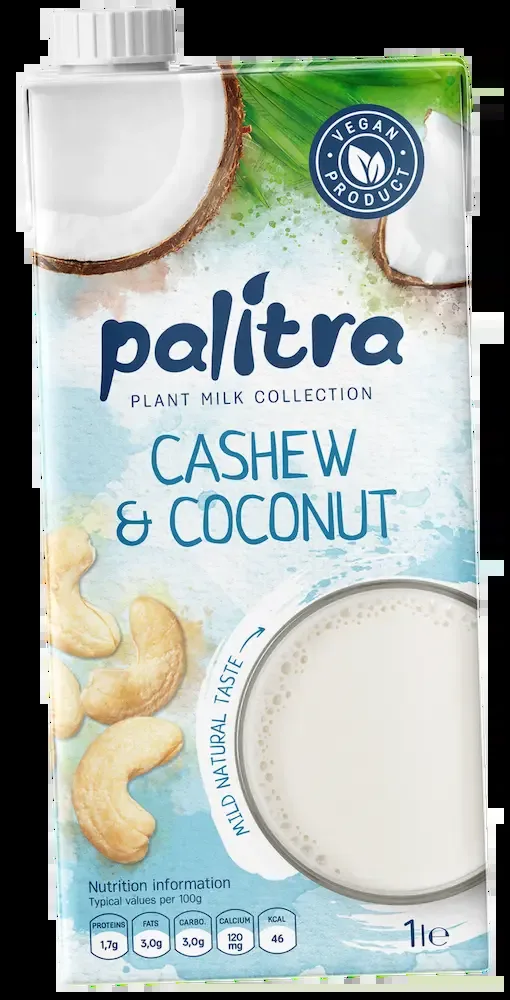 VEGAN
PRODUCT
palitra
PLANT MILK COLLECTION
CASHEW
& COCONUT
MILD NATURAL TASTE
Nutrition information
Typical values per 100g
PROTEINS FATS CARBO. CALCIUM KCAL
1,7g 3,0g 3,0g 120 mg 46
1le